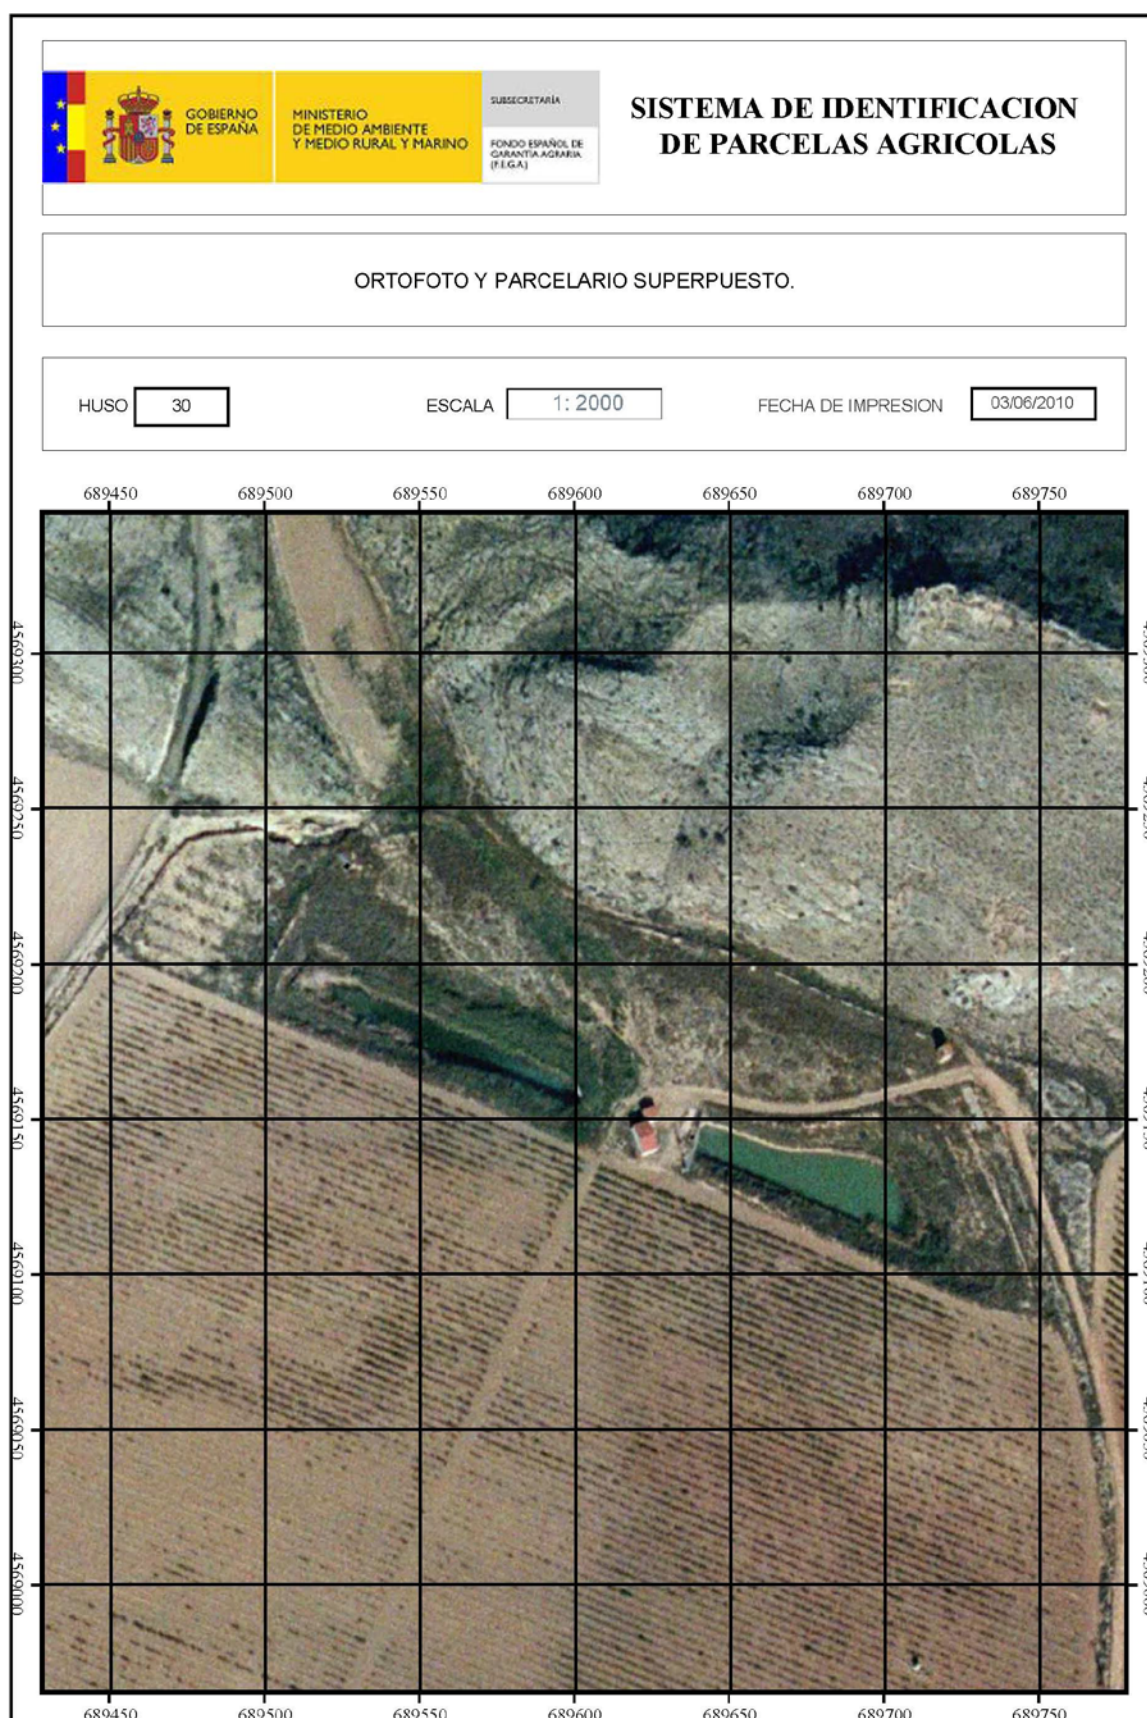 GOBIERNO
DE ESPAÑA
MINISTERIO
DE MEDIO AMBIENTE
Y MEDIO RURAL Y MARINO
SUBSECRETARÍA
FONDO ESPAÑOL DE
GARANTÍA AGRARIA
(F.E.G.A.)
SISTEMA DE IDENTIFICACION
DE PARCELAS AGRICOLAS
ORTOFOTO Y PARCELARIO SUPERPUESTO.
HUSO 30 ESCALA 1: 2000 FECHA DE IMPRESION 03/06/2010
689450 689500 689550 689600 689650 689700 689750
4569300
4569250
4569200
4569150
4569100
4569050
4569000
689450 689500 689550 689600 689650 689700 689750